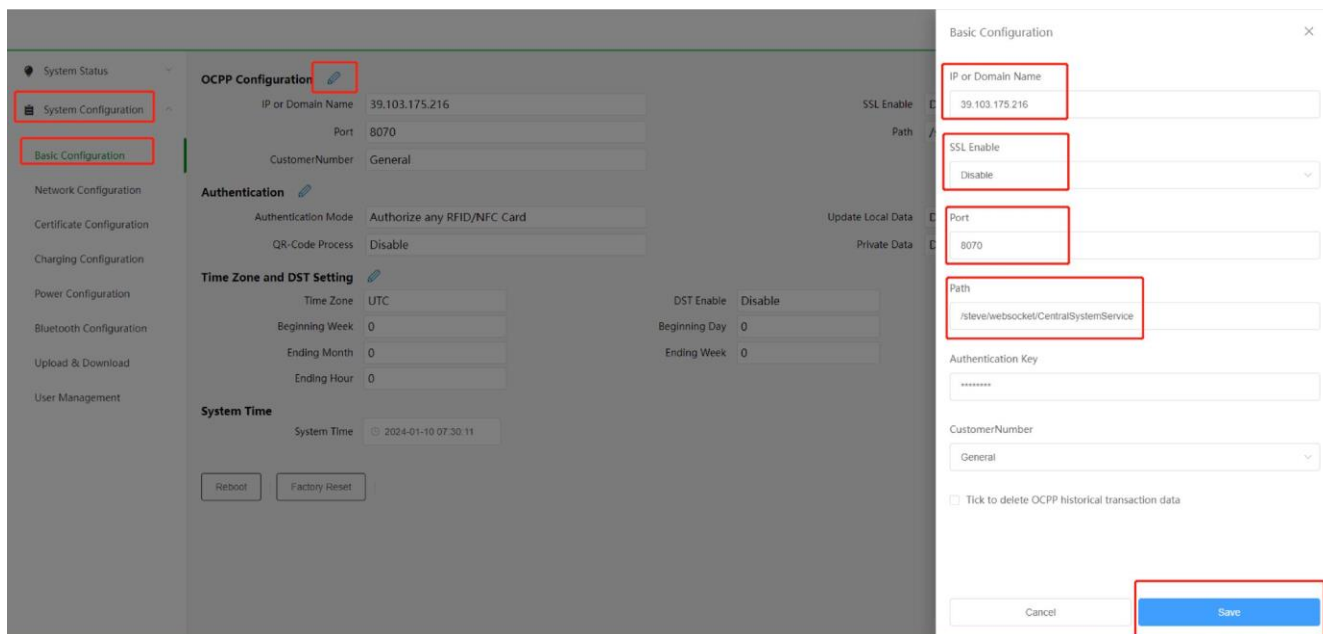 Basic Configuration
System Status
System Configuration
Basic Configuration
Network Configuration
Certificate Configuration
Charging Configuration
Power Configuration
Bluetooth Configuration
Upload & Download
User Management
OCPP Configuration
IP or Domain Name 39.103.175.216 SSL Enable D
Port 8070 Path /s
CustomerNumber General
Authentication
Authentication Mode Authorize any RFID/NFC Card Update Local Data D
QR-Code Process Disable Private Data D
Time Zone and DST Setting
Time Zone UTC DST Enable Disable
Beginning Week 0 Beginning Day 0
Ending Month 0 Ending Week 0
Ending Hour 0
System Time
System Time 2024-01-10 07:30:11
Reboot Factory Reset
IP or Domain Name
39.103.175.216
SSL Enable
Disable
Port
8070
Path
/steve/websocket/CentralSystemService
Authentication Key
********
CustomerNumber
General
Tick to delete OCPP historical transaction data
Cancel Save